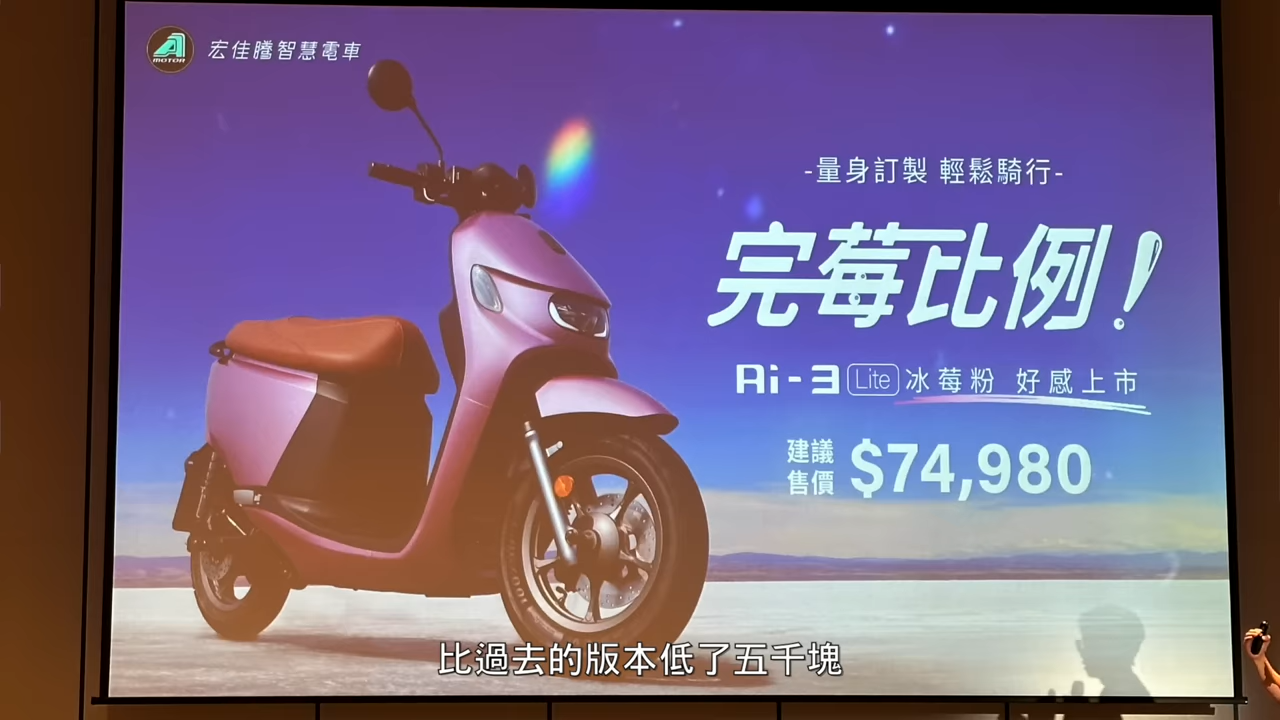 MOTOR
宏佳騰智慧電車
-量身訂製 輕鬆騎行-
完莓比例!
Ai-3 Lite 冰莓粉 好感上市
建議售價 $74,980
比過去的版本低了五千塊